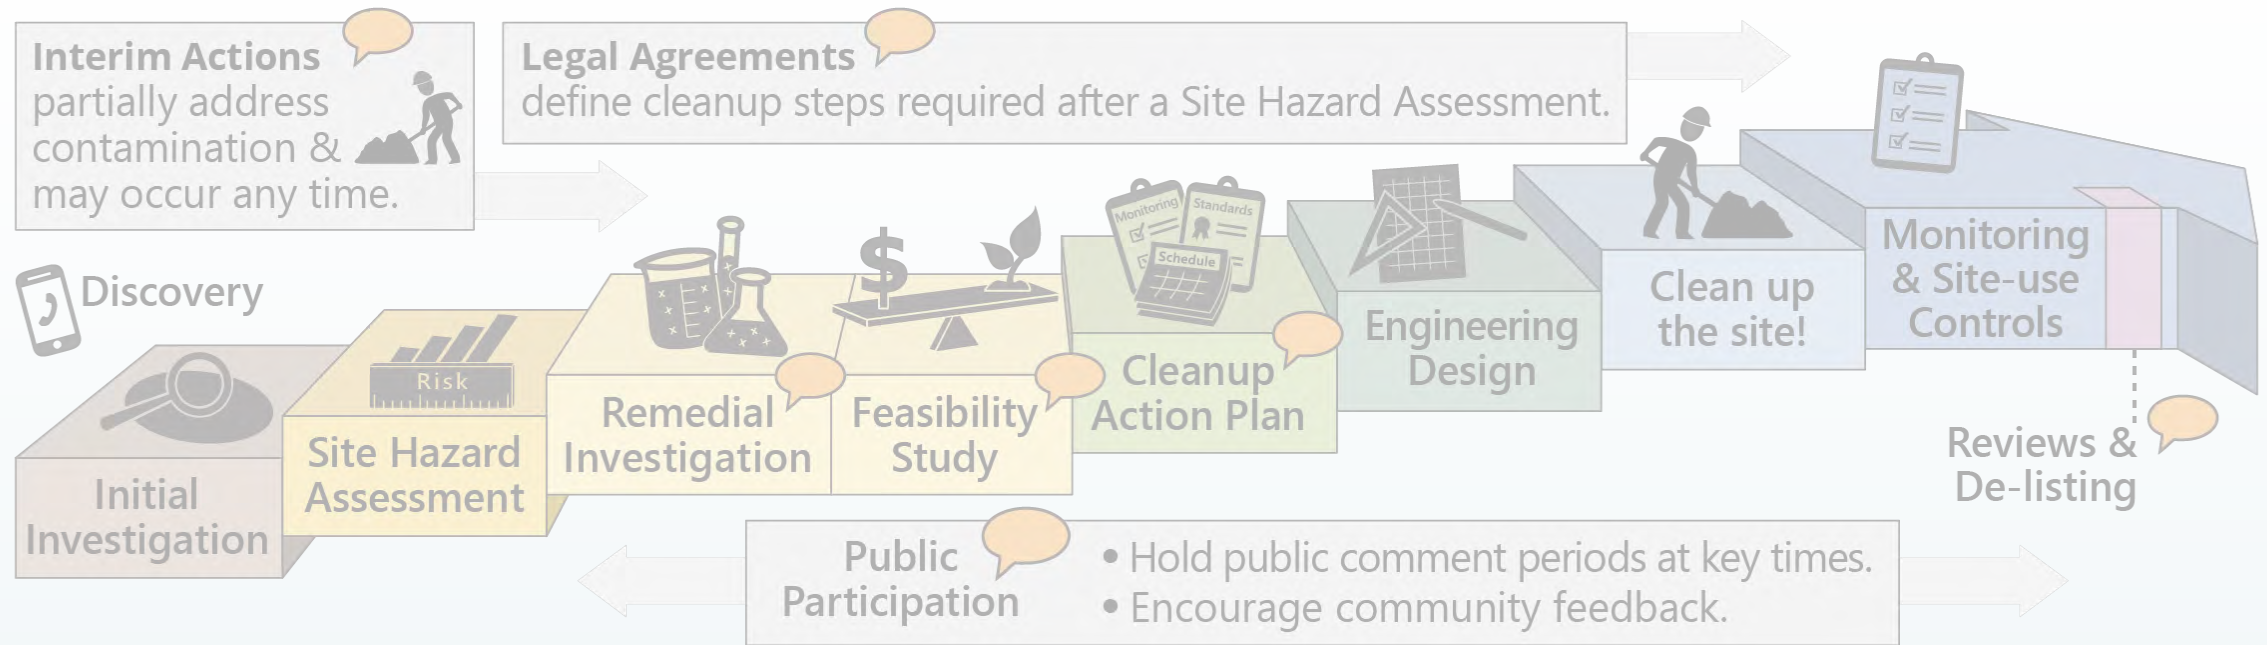 Interim Actions
partially address
contamination &
may occur any time.
Legal Agreements
define cleanup steps required after a Site Hazard Assessment.
Discovery
Initial
Investigation
Risk
Site Hazard
Assessment
Remedial
Investigation
$
Feasibility
Study
Monitoring
Standards
Schedule
Cleanup
Action Plan
Engineering
Design
Clean up
the site!
Monitoring
& Site-use
Controls
Reviews &
De-listing
Public
Participation
• Hold public comment periods at key times.
• Encourage community feedback.